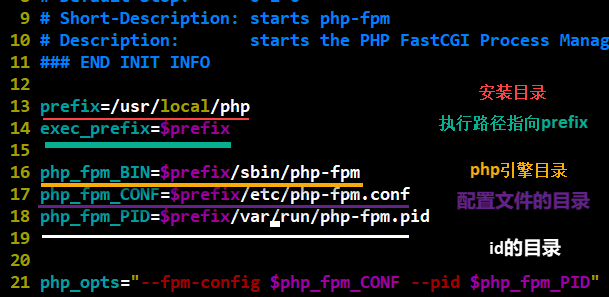 9 # Short-Description: starts php-fpm
10 # Description: starts the PHP FastCGI Process Manag
11 ### END INIT INFO
12
13 prefix=/usr/local/php 安装目录
14 exec_prefix=$prefix 执行路径指向prefix
15
16 php_fpm_BIN=$prefix/sbin/php-fpm php引擎目录
17 php_fpm_CONF=$prefix/etc/php-fpm.conf 配置文件的目录
18 php_fpm_PID=$prefix/var/run/php-fpm.pid
19 id的目录
20
21 php_opts="--fpm-config $php_fpm_CONF --pid $php_fpm_PID"